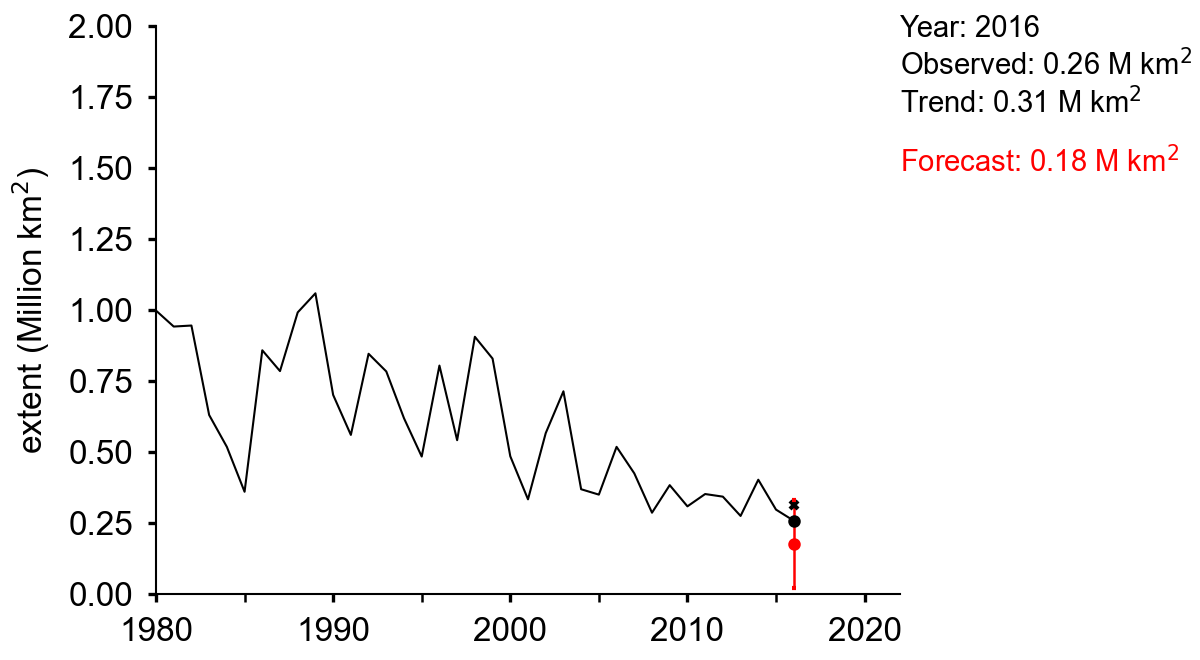 2.00
1.75
1.50
1.25
1.00
0.75
0.50
0.25
0.00
extent (Million km²)
1980
1990
2000
2010
2020
Year: 2016
Observed: 0.26 M km²
Trend: 0.31 M km²
Forecast: 0.18 M km²